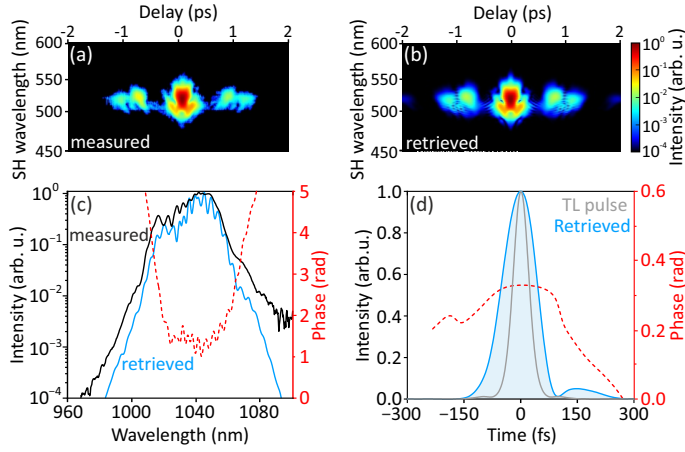 Delay (ps)
−2 −1 0 1 2
SH wavelength (nm)
600
550
500
450
(a)
measured
Delay (ps)
−2 −1 0 1 2
SH wavelength (nm)
600
550
500
450
(b)
retrieved
10⁰
10⁻¹
10⁻²
10⁻³
10⁻⁴
Intensity (arb. u.)
Intensity (arb. u.)
10⁰
10⁻¹
10⁻²
10⁻³
10⁻⁴
(c)
measured
retrieved
5
4
3
2
1
0
Phase (rad)
960 1000 1040 1080
Wavelength (nm)
Intensity (arb.u.)
1.0
0.8
0.6
0.4
0.2
0.0
(d)
TL pulse
Retrieved
0.6
0.4
0.2
0.0
Phase (rad)
−300 −150 0 150 300
Time (fs)